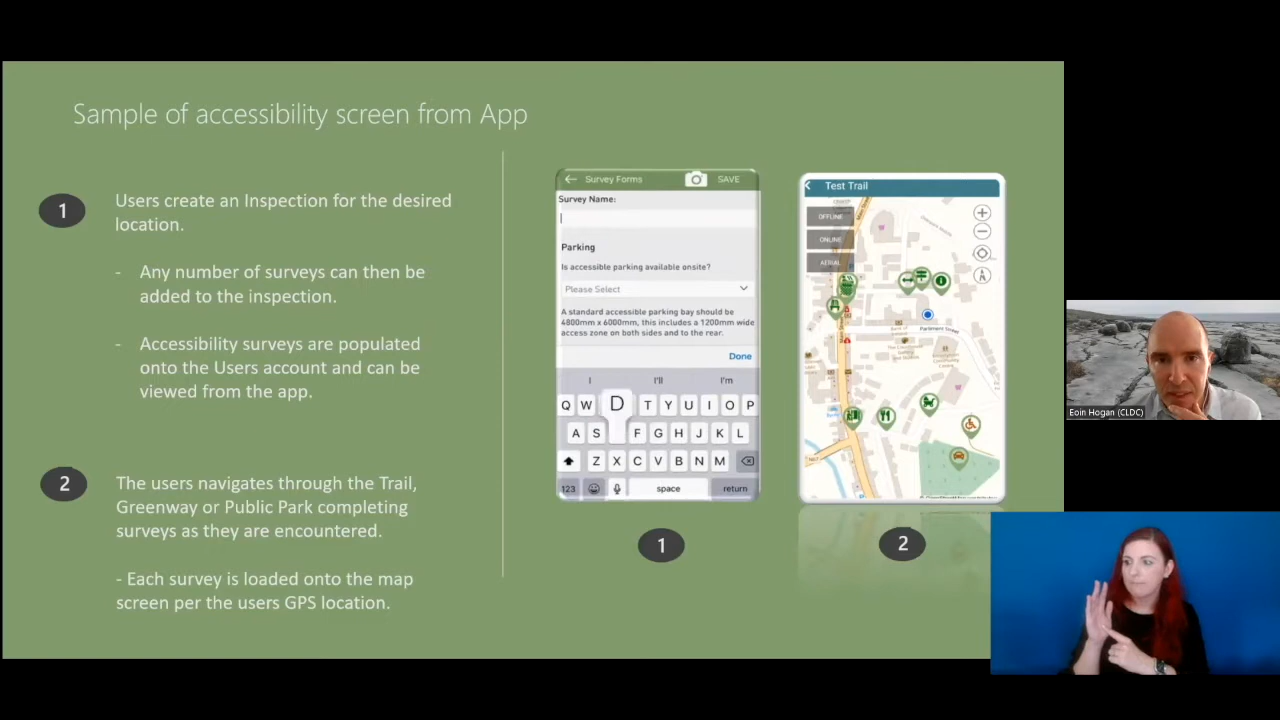 Sample of accessibility screen from App
1
Users create an Inspection for the desired
location.
- Any number of surveys can then be
added to the inspection.
- Accessibility surveys are populated
onto the Users account and can be
viewed from the app.
2
The users navigates through the Trail,
Greenway or Public Park completing
surveys as they are encountered.
- Each survey is loaded onto the map
screen per the users GPS location.
Survey Forms
SAVE
Survey Name:
Parking
Is accessible parking available onsite?
Please Select
A standard accessible parking bay should be
4800mm x 6000mm, this includes a 1200mm wide
access zone on both sides and to the rear.
Done
I I'll I'm
Q W D T Y U I O P
A S F G H J K L
Z X C V B N M
123 space return
1
Test Trail
OFFLINE
ONLINE
AERIAL
Parliament Street
2
Eoin Hogan (CLDC)